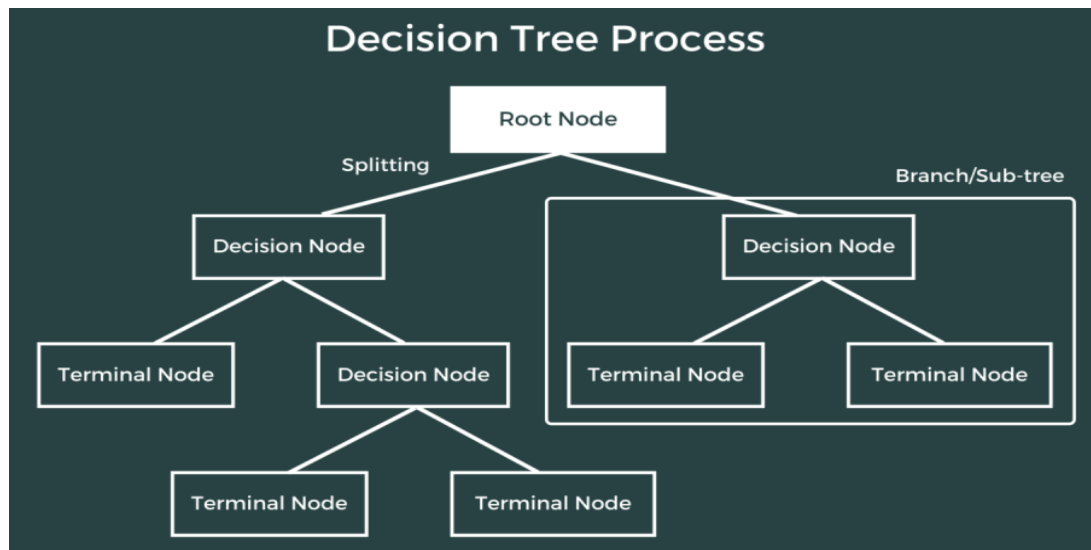 Decision Tree Process
Root Node
Splitting
Branch/Sub-tree
Decision Node
Decision Node
Terminal Node
Decision Node
Terminal Node
Terminal Node
Terminal Node
Terminal Node